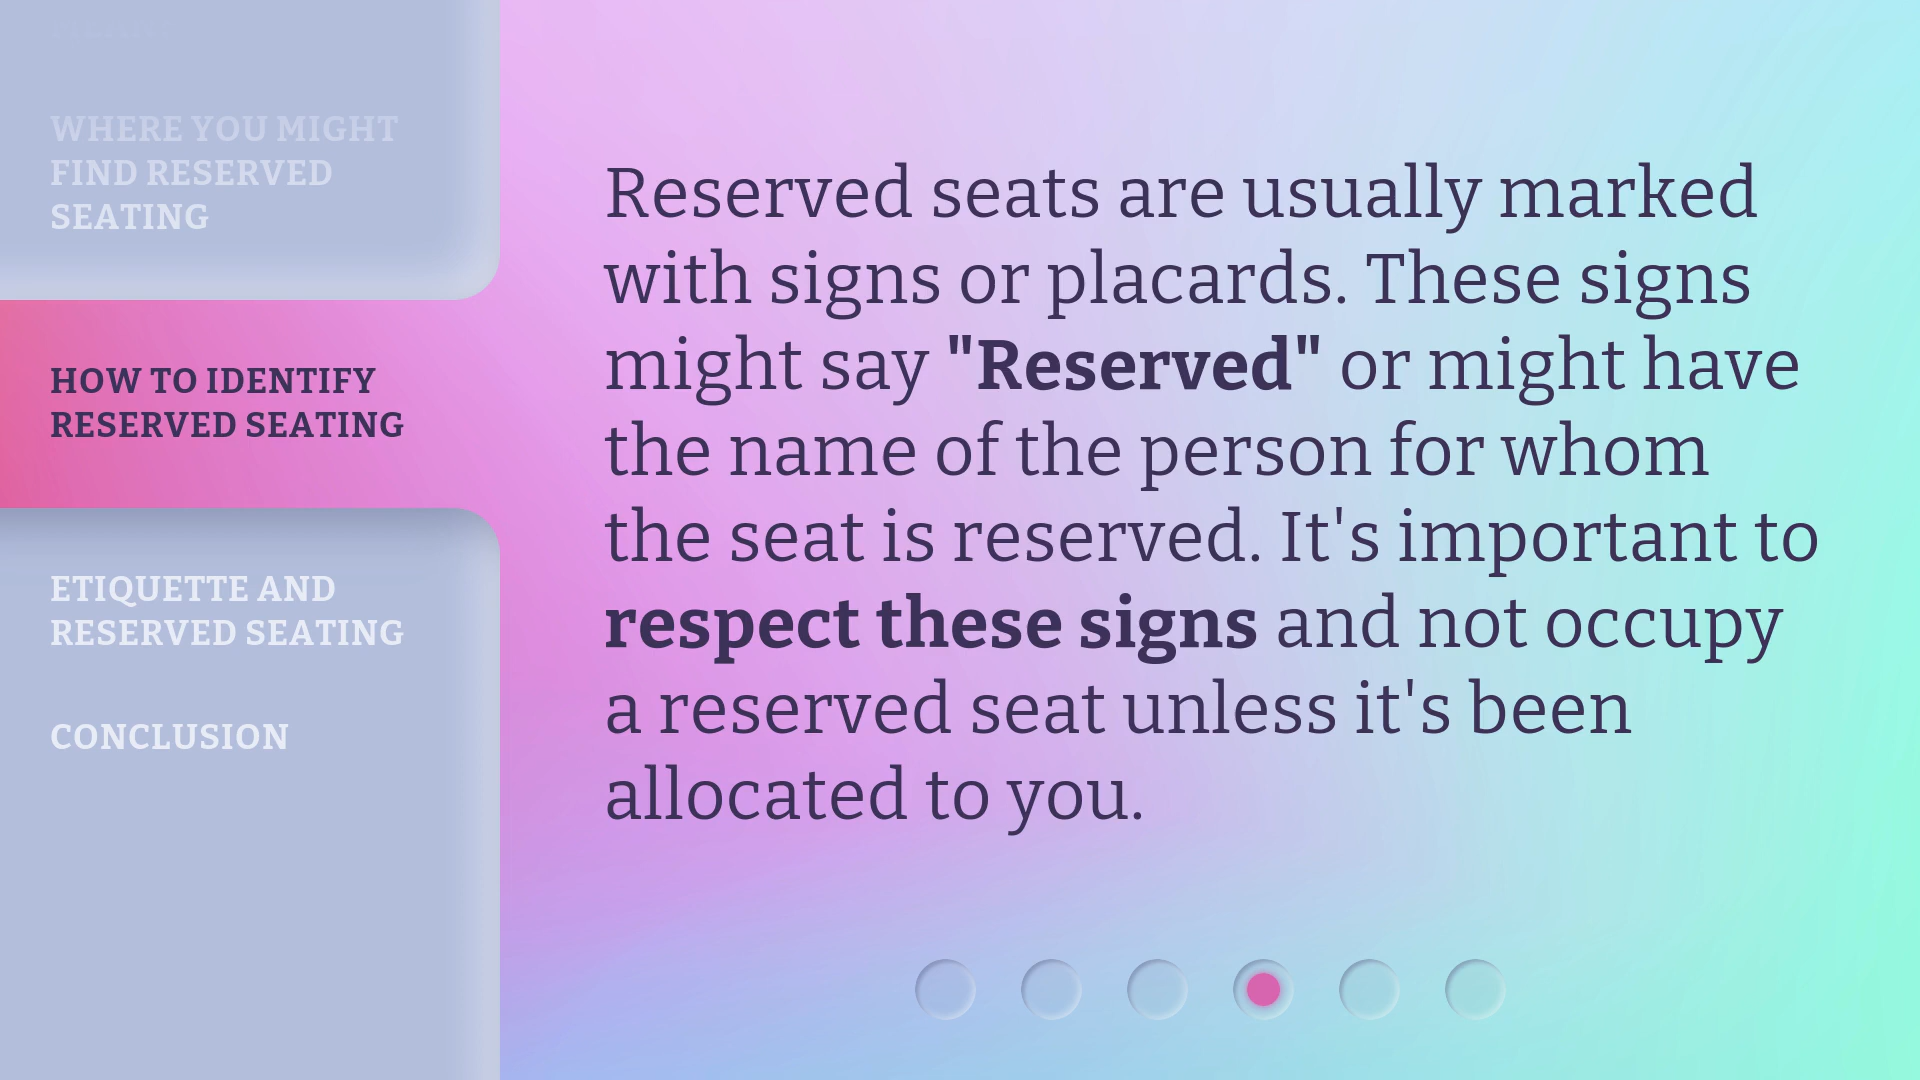 WHERE YOU MIGHT
FIND RESERVED
SEATING
HOW TO IDENTIFY
RESERVED SEATING
ETIQUETTE AND
RESERVED SEATING
CONCLUSION
Reserved seats are usually marked
with signs or placards. These signs
might say "Reserved" or might have
the name of the person for whom
the seat is reserved. It's important to
respect these signs and not occupy
a reserved seat unless it's been
allocated to you.